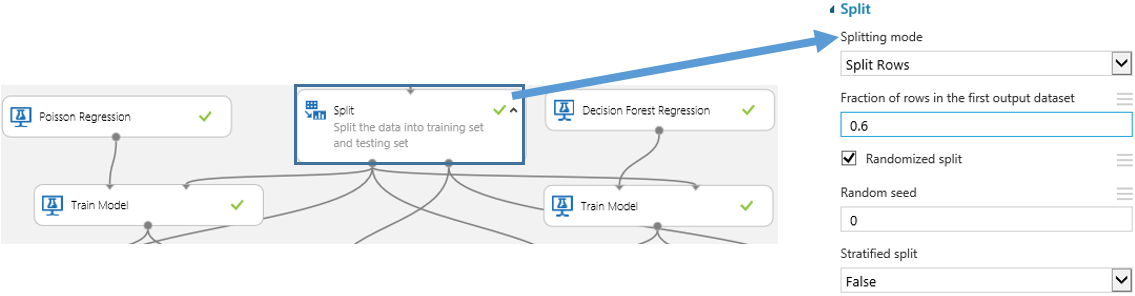 Poisson Regression
Split
Split the data into training set
and testing set
Decision Forest Regression
Train Model
Train Model
Split
Splitting mode
Split Rows
Fraction of rows in the first output dataset
0.6
Randomized split
Random seed
0
Stratified split
False